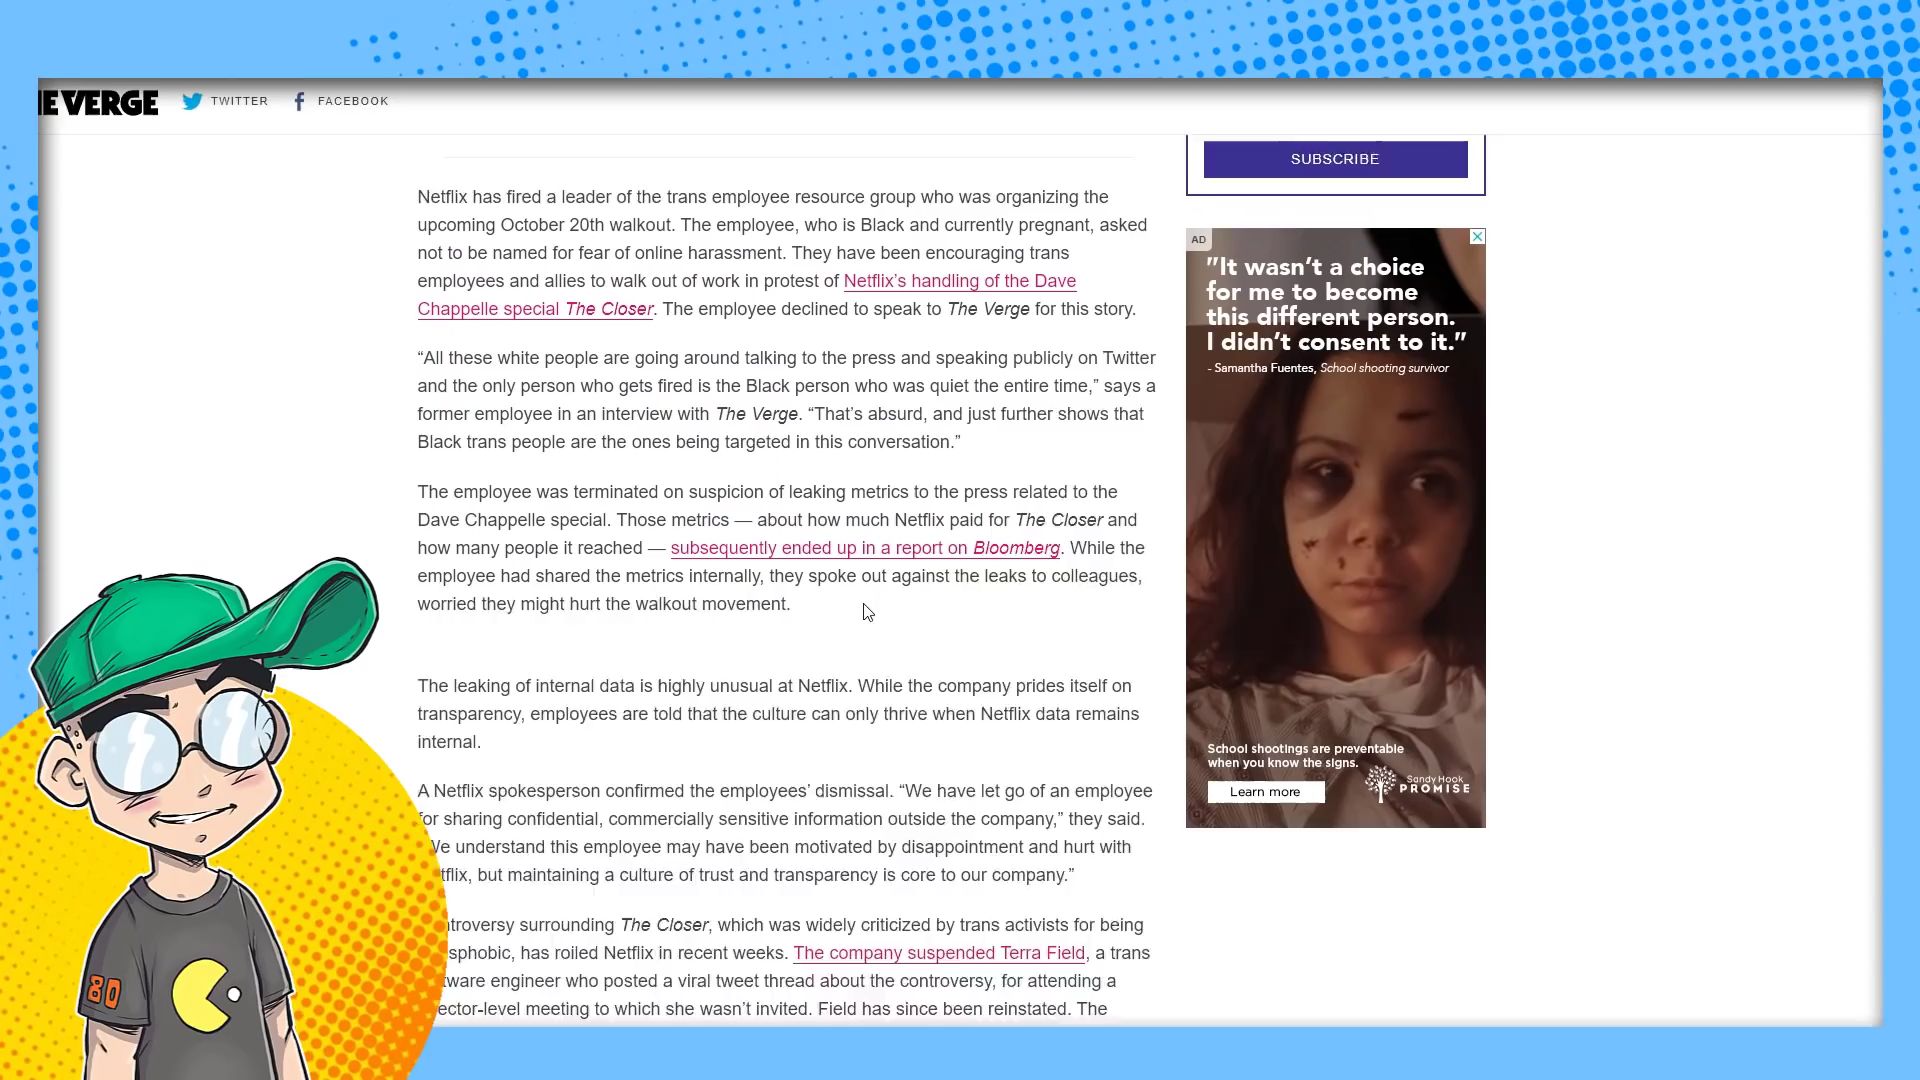 E VERGE TWITTER FACEBOOK
SUBSCRIBE
Netflix has fired a leader of the trans employee resource group who was organizing the
upcoming October 20th walkout. The employee, who is Black and currently pregnant, asked
not to be named for fear of online harassment. They have been encouraging trans
employees and allies to walk out of work in protest of Netflix’s handling of the Dave
Chappelle special The Closer. The employee declined to speak to The Verge for this story.
“All these white people are going around talking to the press and speaking publicly on Twitter
and the only person who gets fired is the Black person who was quiet the entire time,” says a
former employee in an interview with The Verge. “That’s absurd, and just further shows that
Black trans people are the ones being targeted in this conversation.”
The employee was terminated on suspicion of leaking metrics to the press related to the
Dave Chappelle special. Those metrics — about how much Netflix paid for The Closer and
how many people it reached — subsequently ended up in a report on Bloomberg. While the
employee had shared the metrics internally, they spoke out against the leaks to colleagues,
worried they might hurt the walkout movement.
The leaking of internal data is highly unusual at Netflix. While the company prides itself on
transparency, employees are told that the culture can only thrive when Netflix data remains
internal.
A Netflix spokesperson confirmed the employees’ dismissal. “We have let go of an employee
for sharing confidential, commercially sensitive information outside the company,” they said.
We understand this employee may have been motivated by disappointment and hurt with
tflix, but maintaining a culture of trust and transparency is core to our company.”
ntroversy surrounding The Closer, which was widely criticized by trans activists for being
sphobic, has roiled Netflix in recent weeks. The company suspended Terra Field, a trans
tware engineer who posted a viral tweet thread about the controversy, for attending a
ector-level meeting to which she wasn’t invited. Field has since been reinstated. The
AD
"It wasn’t a choice
for me to become
this different person.
I didn’t consent to it.”
- Samantha Fuentes, School shooting survivor
School shootings are preventable
when you know the signs.
Learn more
Sandy Hook
PROMISE
80